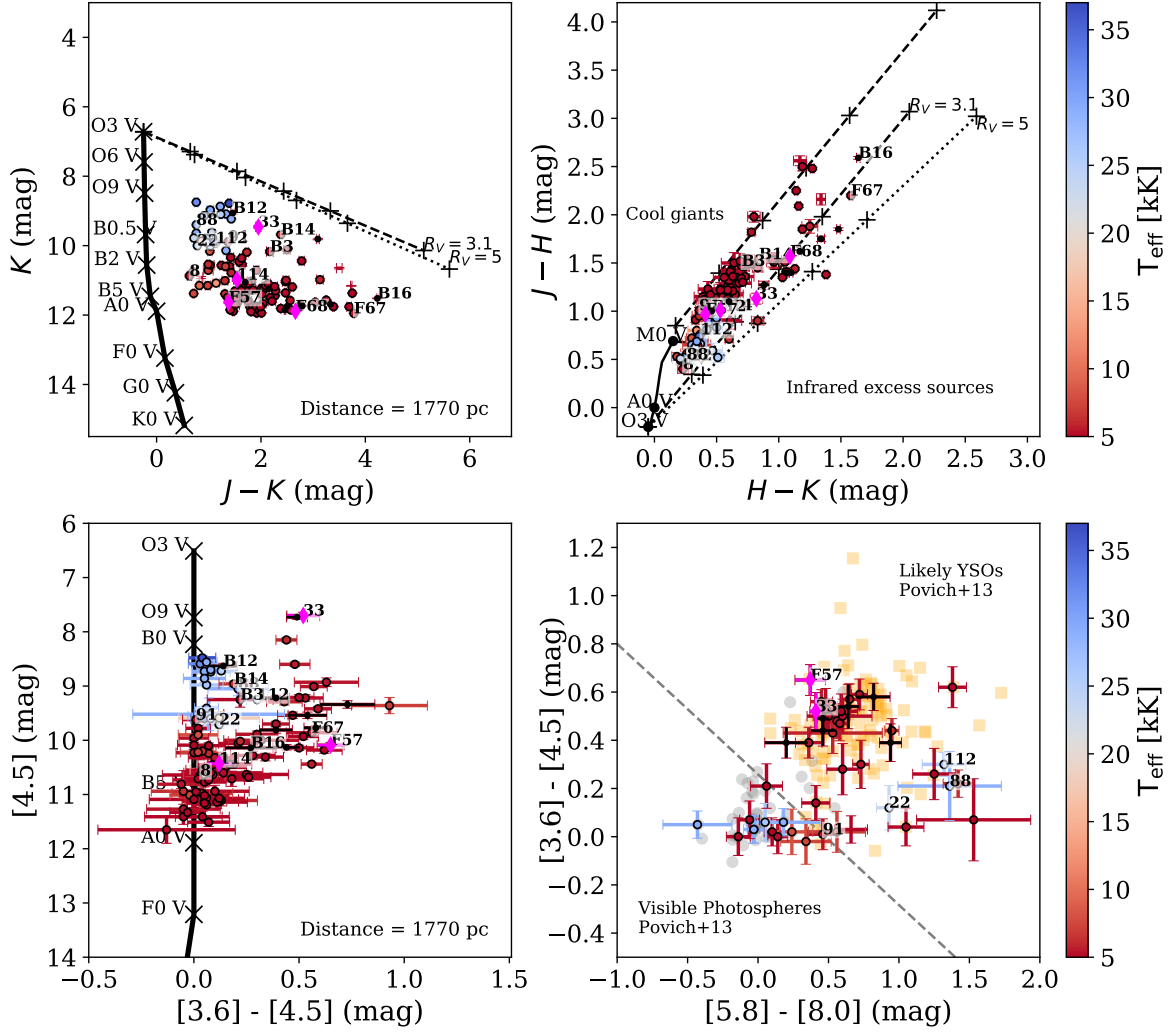 4
6
8
10
12
14
K (mag)
O3 V
O6 V
O9 V
B0.5 V
B2 V
B5 V
A0 V
F0 V
G0 V
K0 V
B12
88
33
B14
22
112
B3
8
114
F57
F68
B16
F67
R_V = 3.1
R_V = 5
Distance = 1770 pc
0
2
4
6
J − K (mag)
4.0
3.5
3.0
2.5
2.0
1.5
1.0
0.5
0.0
J − H (mag)
R_V = 3.1
R_V = 5
B16
F67
Cool giants
F68
B3
33
112
88
M0 V
A0 V
O3 V
Infrared excess sources
0.0
0.5
1.0
1.5
2.0
2.5
3.0
H − K (mag)
35
30
25
20
15
10
5
T_eff [kK]
6
7
8
9
10
11
12
13
14
[4.5] (mag)
O3 V
O9 V
B0 V
A0 V
F0 V
33
B12
B14
B3
12
91
22
F67
F57
B16
114
8
Distance = 1770 pc
0.0
0.5
1.0
1.5
[3.6] - [4.5] (mag)
1.2
1.0
0.8
0.6
0.4
0.2
0.0
−0.2
−0.4
[3.6] - [4.5] (mag)
Likely YSOs
Povich+13
F57
33
112
88
22
91
Visible Photospheres
Povich+13
−1.0
−0.5
0.0
0.5
1.0
1.5
2.0
[5.8] - [8.0] (mag)
35
30
25
20
15
10
5
T_eff [kK]